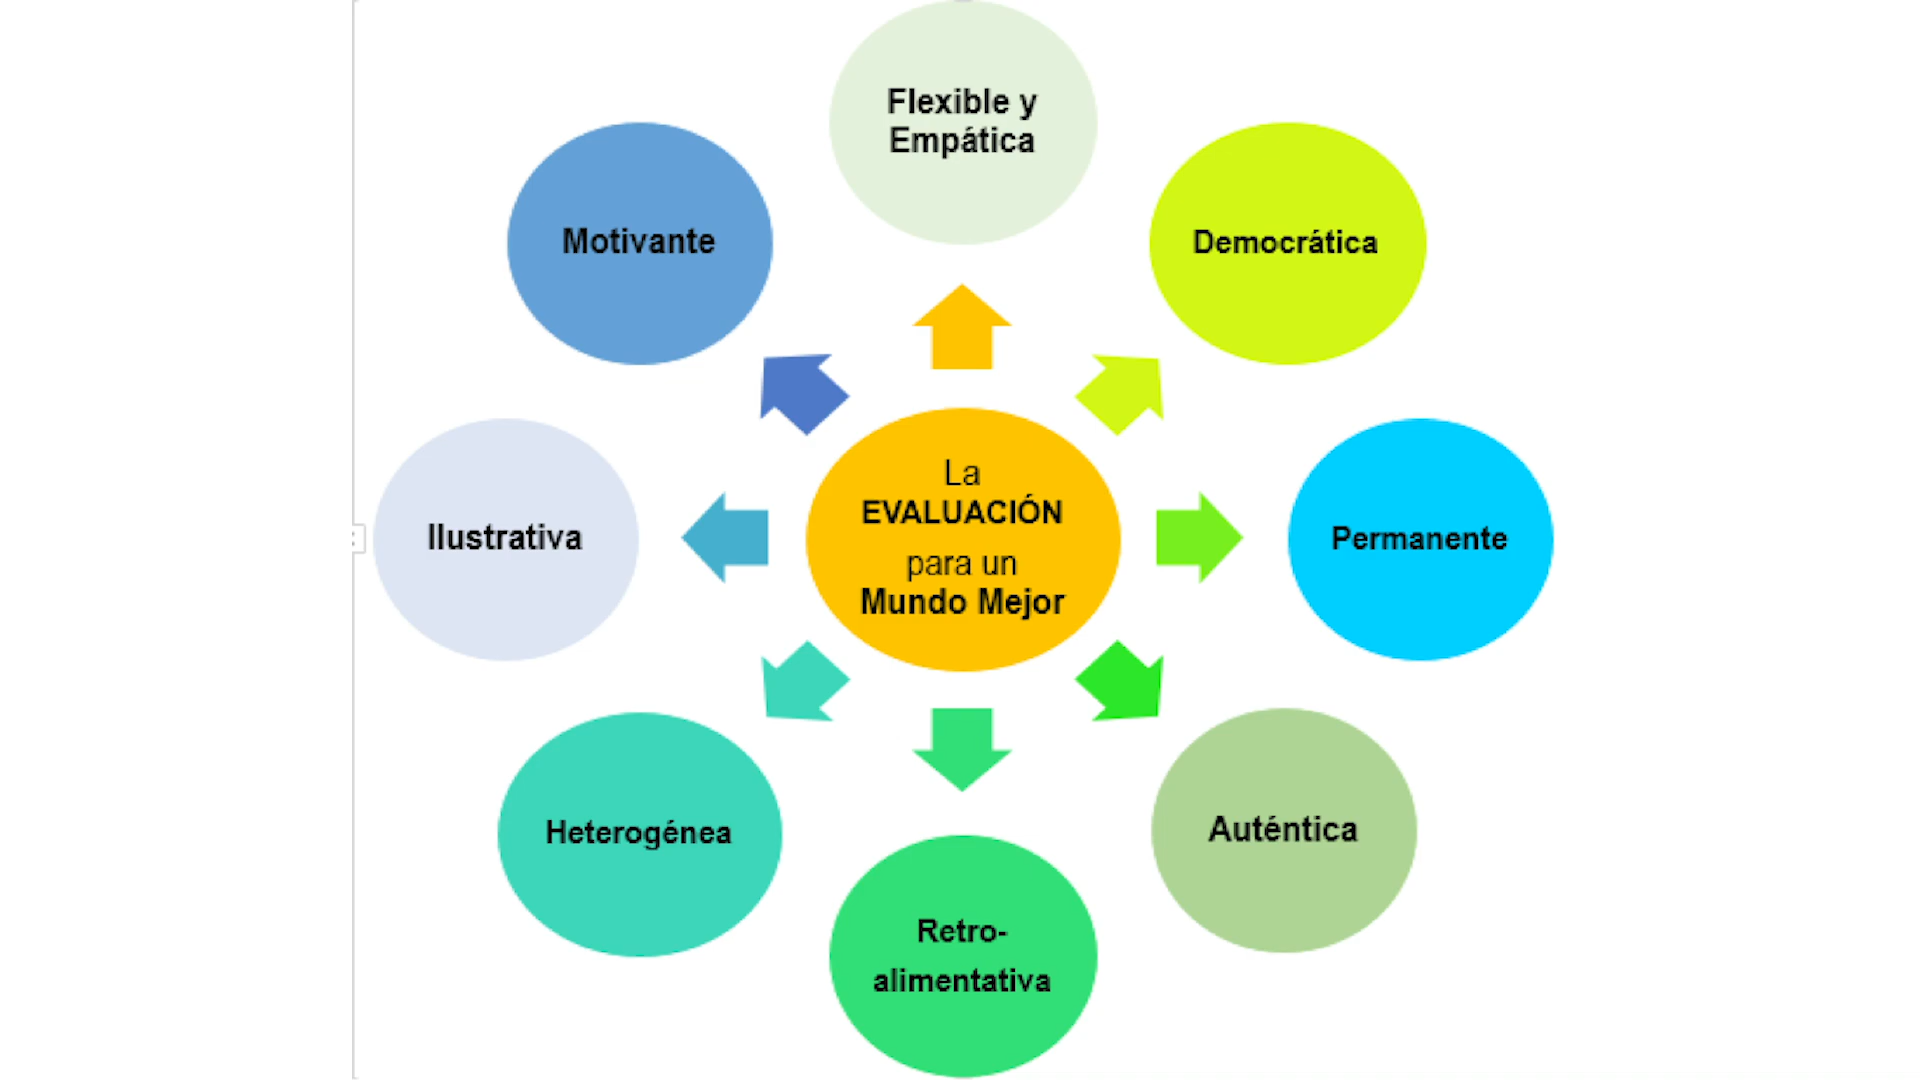 Flexible y
Empática
Motivante
Democrática
La
EVALUACIÓN
para un
Mundo Mejor
Ilustrativa
Permanente
Heterogénea
Auténtica
Retro-
alimentativa